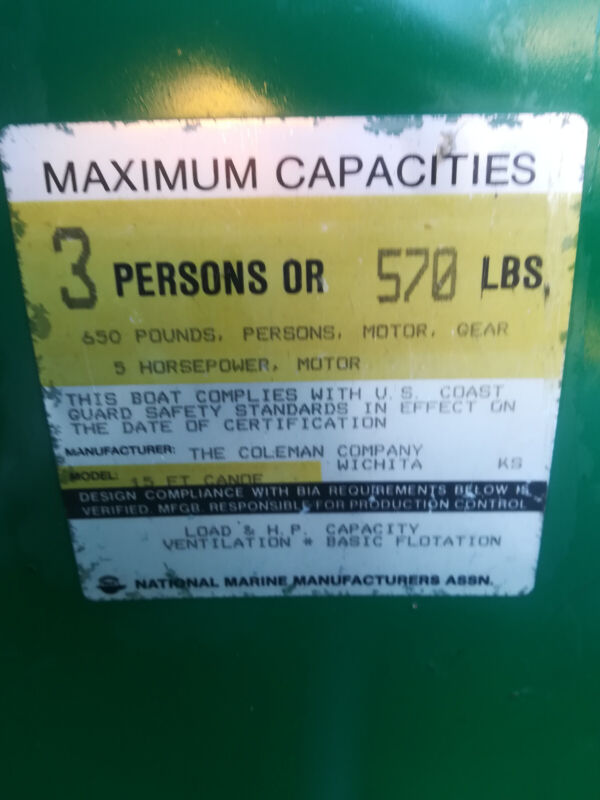 MAXIMUM CAPACITIES
3 PERSONS OR 570 LBS.
650 POUNDS, PERSONS, MOTOR, GEAR
5 HORSEPOWER, MOTOR
THIS BOAT COMPLIES WITH U.S. COAST
GUARD SAFETY STANDARDS IN EFFECT ON
THE DATE OF CERTIFICATION
MANUFACTURER: THE COLEMAN COMPANY
WICHITA KS
MODEL: 15 FT CANOE
DESIGN COMPLIANCE WITH BIA REQUIREMENTS BELOW IS
VERIFIED. MFGR. RESPONSIBLE FOR PRODUCTION CONTROL
LOAD & H.P. CAPACITY
VENTILATION * BASIC FLOTATION
NATIONAL MARINE MANUFACTURERS ASSN.